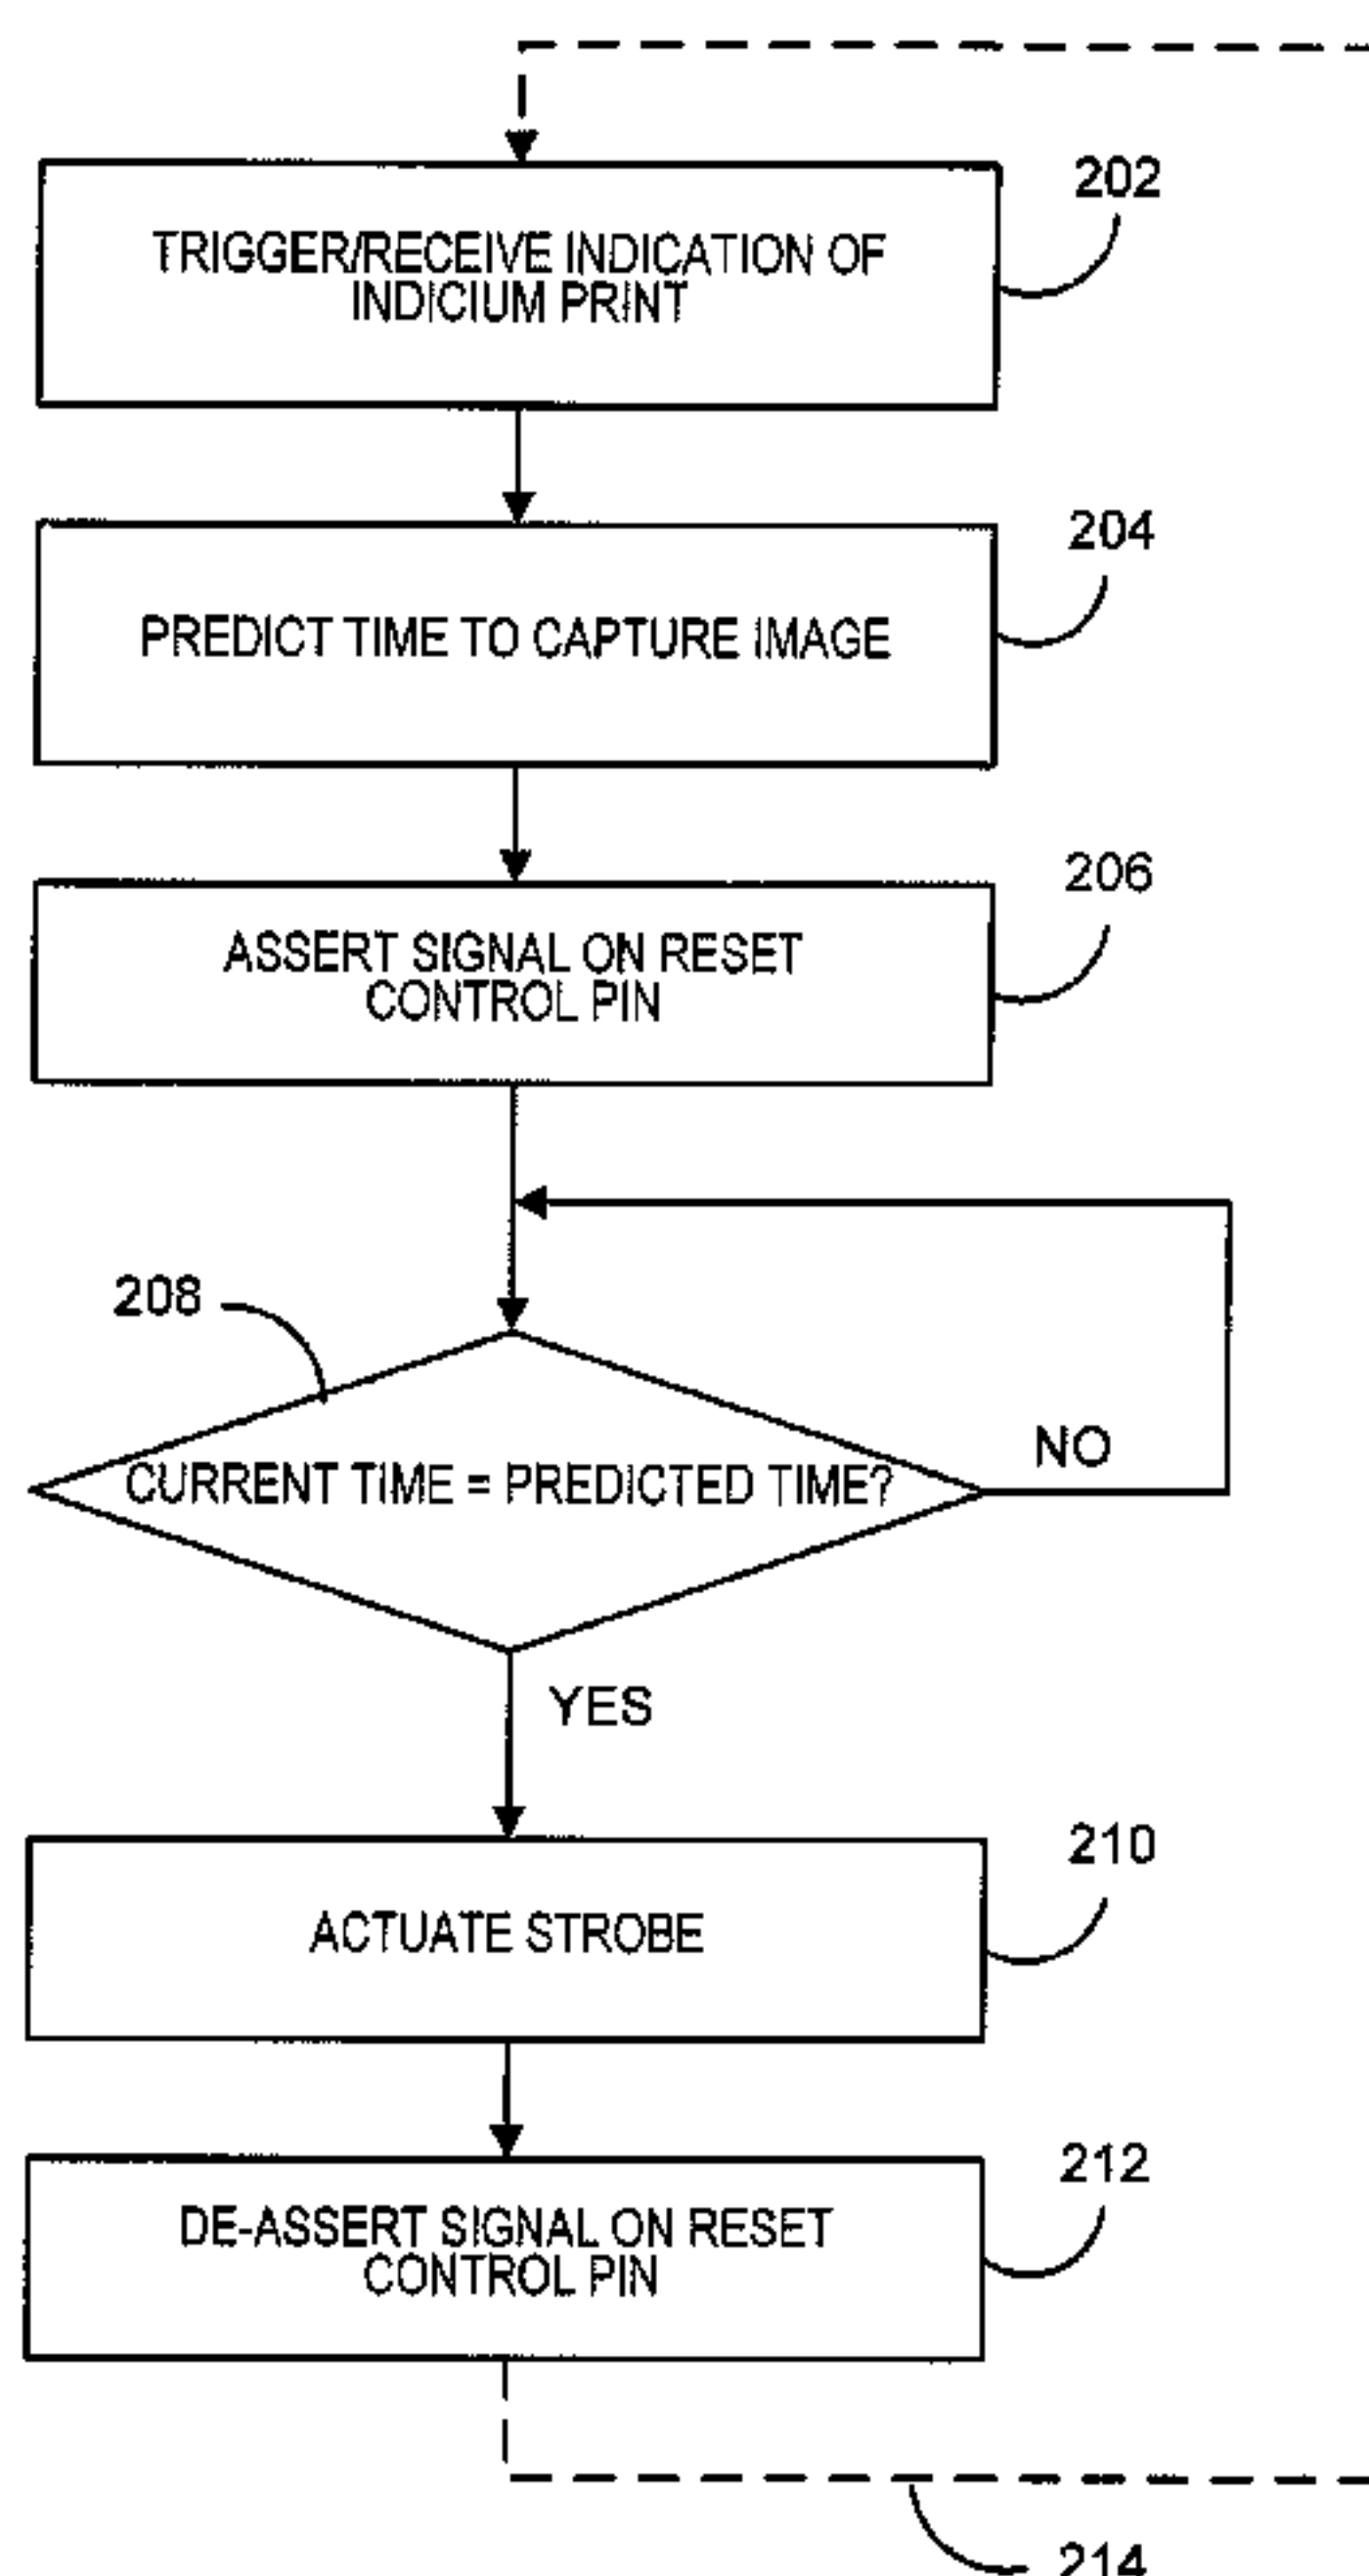 202
TRIGGER/RECEIVE INDICATION OF
INDICIUM PRINT
204
PREDICT TIME TO CAPTURE IMAGE
206
ASSERT SIGNAL ON RESET
CONTROL PIN
208
CURRENT TIME = PREDICTED TIME?
NO
YES
210
ACTUATE STROBE
212
DE-ASSERT SIGNAL ON RESET
CONTROL PIN
214